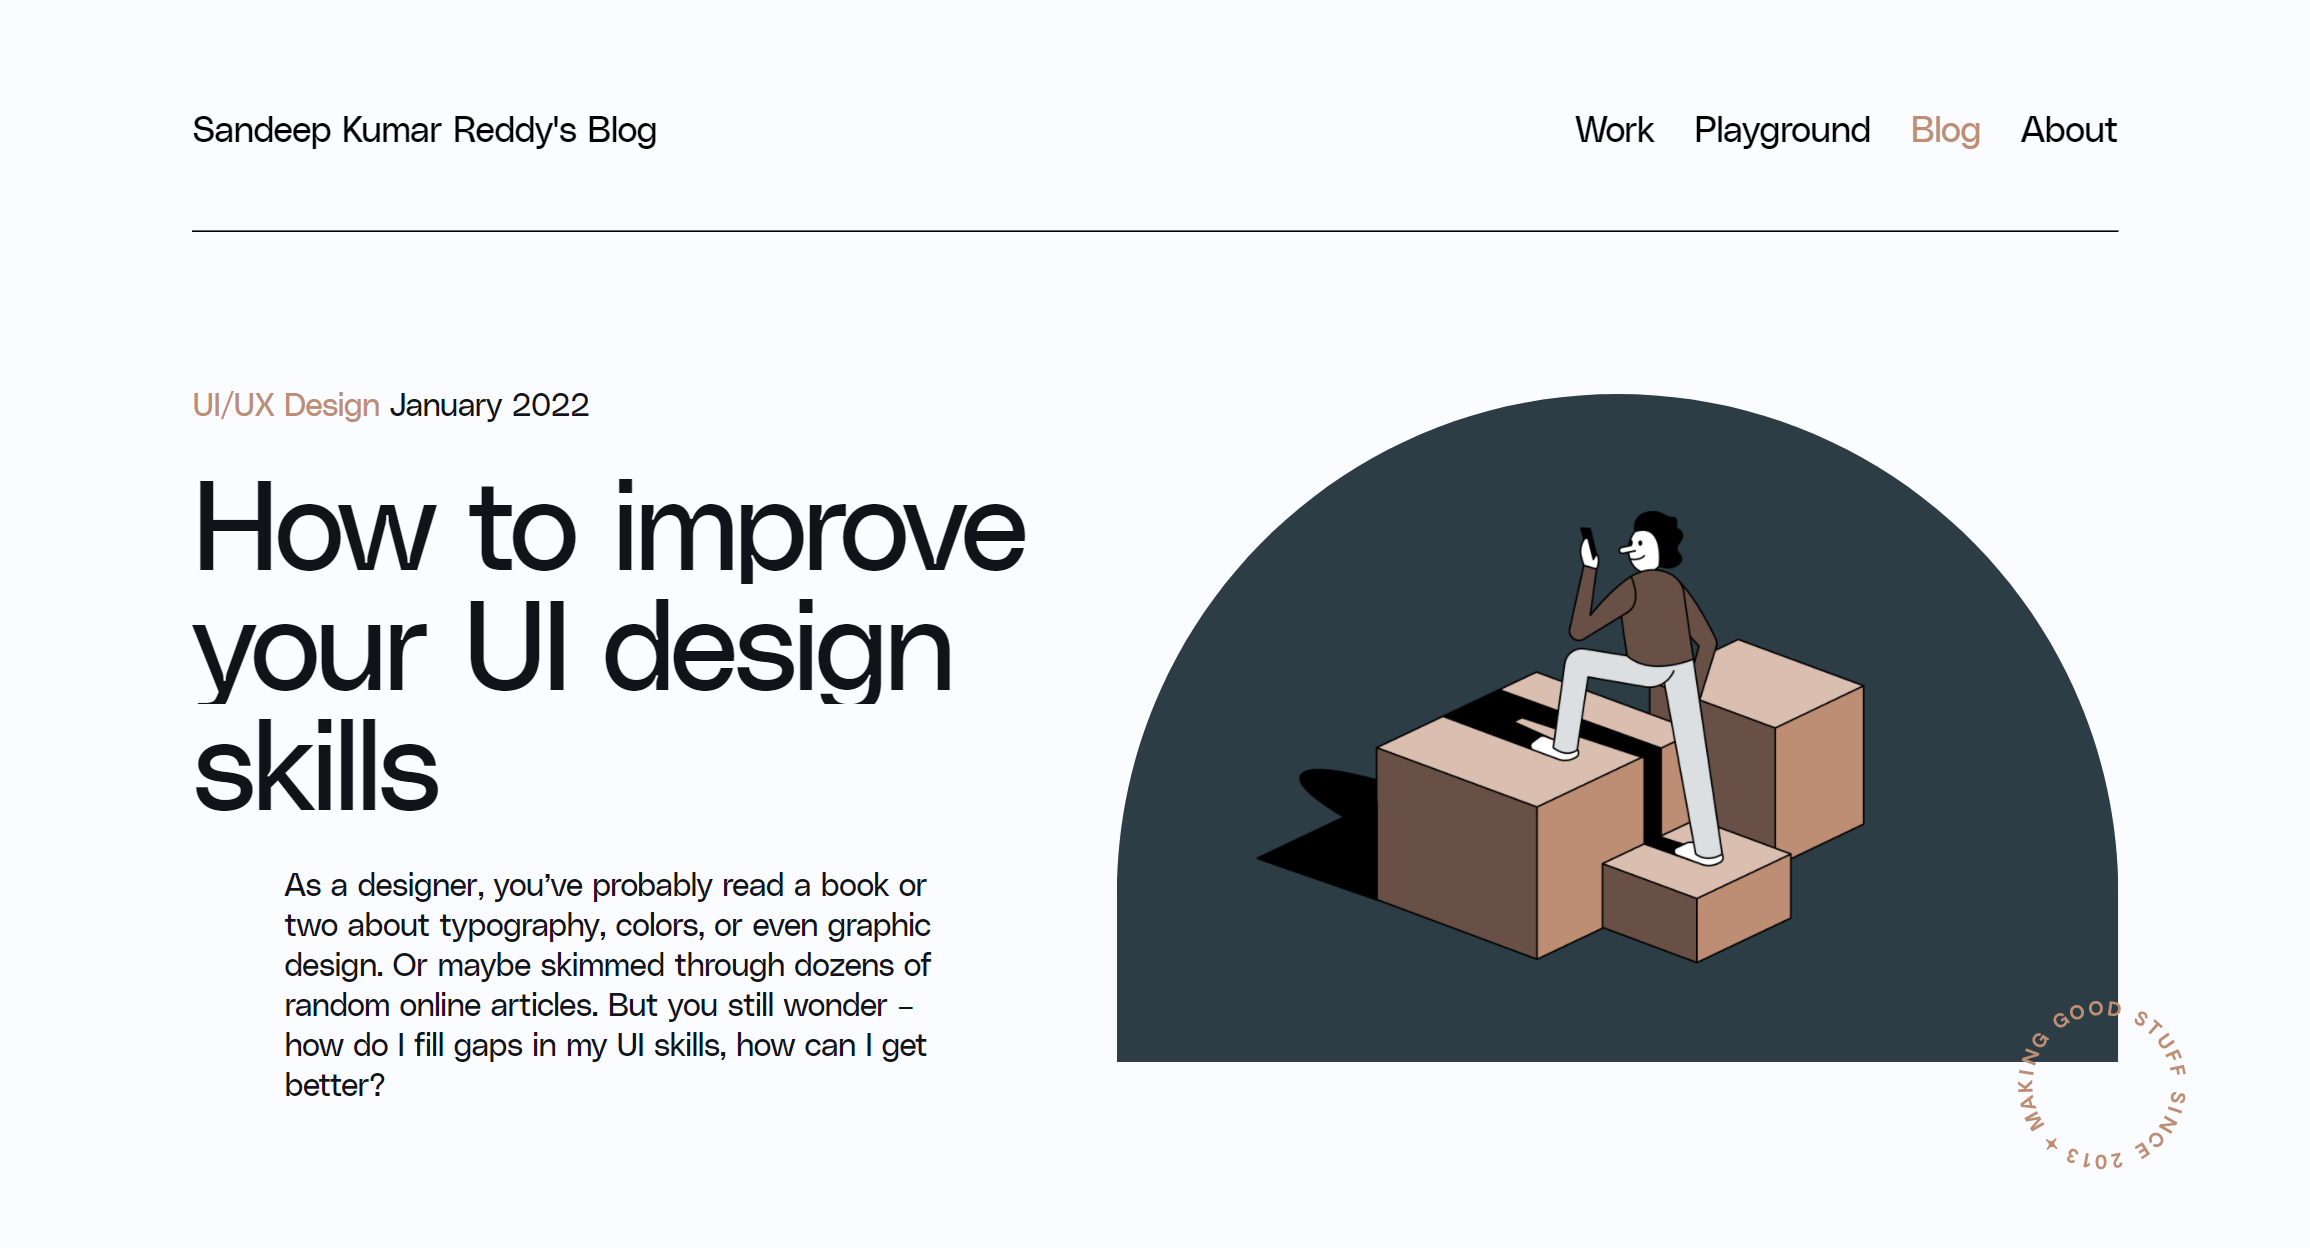 Sandeep Kumar Reddy's Blog
Work Playground Blog About
UI/UX Design January 2022
How to improve
your UI design
skills
As a designer, you’ve probably read a book or
two about typography, colors, or even graphic
design. Or maybe skimmed through dozens of
random online articles. But you still wonder –
how do I fill gaps in my UI skills, how can I get
better?
MAKING GOOD STUFF SINCE 2013 ✦